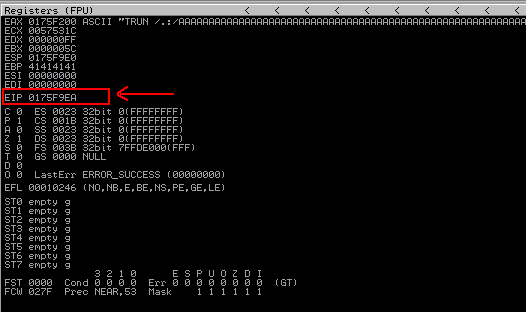 Registers (FPU) < < < < < < < <
EAX 0175F200 ASCII "TRUN /.:/AAAAAAAAAAAAAAAAAAAAAAAAAAAAAAAAAAAAAAAAAAAAAAAAAAAAAAAA
ECX 0057531C
EDX 000000FF
EBX 0000005C
ESP 0175F9E0
EBP 41414141
ESI 00000000
EDI 00000000
EIP 0175F9EA
C 0 ES 0023 32bit 0(FFFFFFFF)
P 1 CS 001B 32bit 0(FFFFFFFF)
A 0 SS 0023 32bit 0(FFFFFFFF)
Z 1 DS 0023 32bit 0(FFFFFFFF)
S 0 FS 003B 32bit 7FFDE000(FFF)
T 0 GS 0000 NULL
D 0
O 0 LastErr ERROR_SUCCESS (00000000)
EFL 00010246 (NO,NB,E,BE,NS,PE,GE,LE)
ST0 empty g
ST1 empty g
ST2 empty g
ST3 empty g
ST4 empty g
ST5 empty g
ST6 empty g
ST7 empty g
3 2 1 0 E S P U O Z D I
FST 0000 Cond 0 0 0 0 Err 0 0 0 0 0 0 0 0 (GT)
FCW 027F Prec NEAR,53 Mask 1 1 1 1 1 1